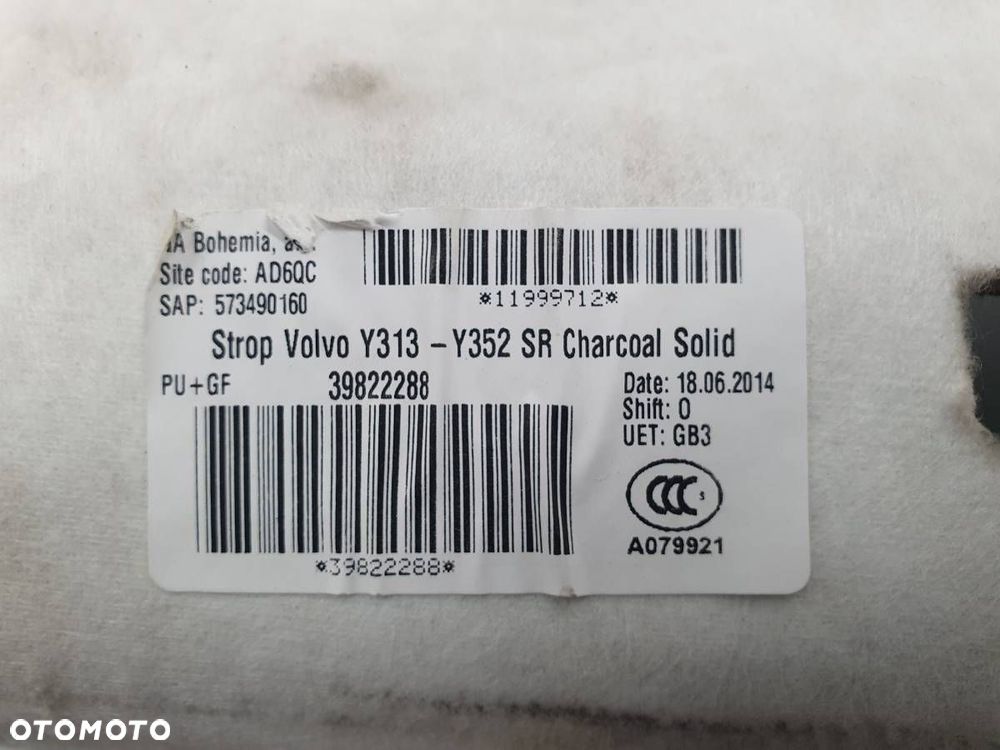 Bohemia,
Site code: AD6QC
SAP: 573490160
*11999712*
Strop Volvo Y313 -Y352 SR Charcoal Solid
PU+GF
39822288
Date: 18.06.2014
Shift: 0
UET: GB3
*39822288*
CCC S
A079921
OTOMOTO